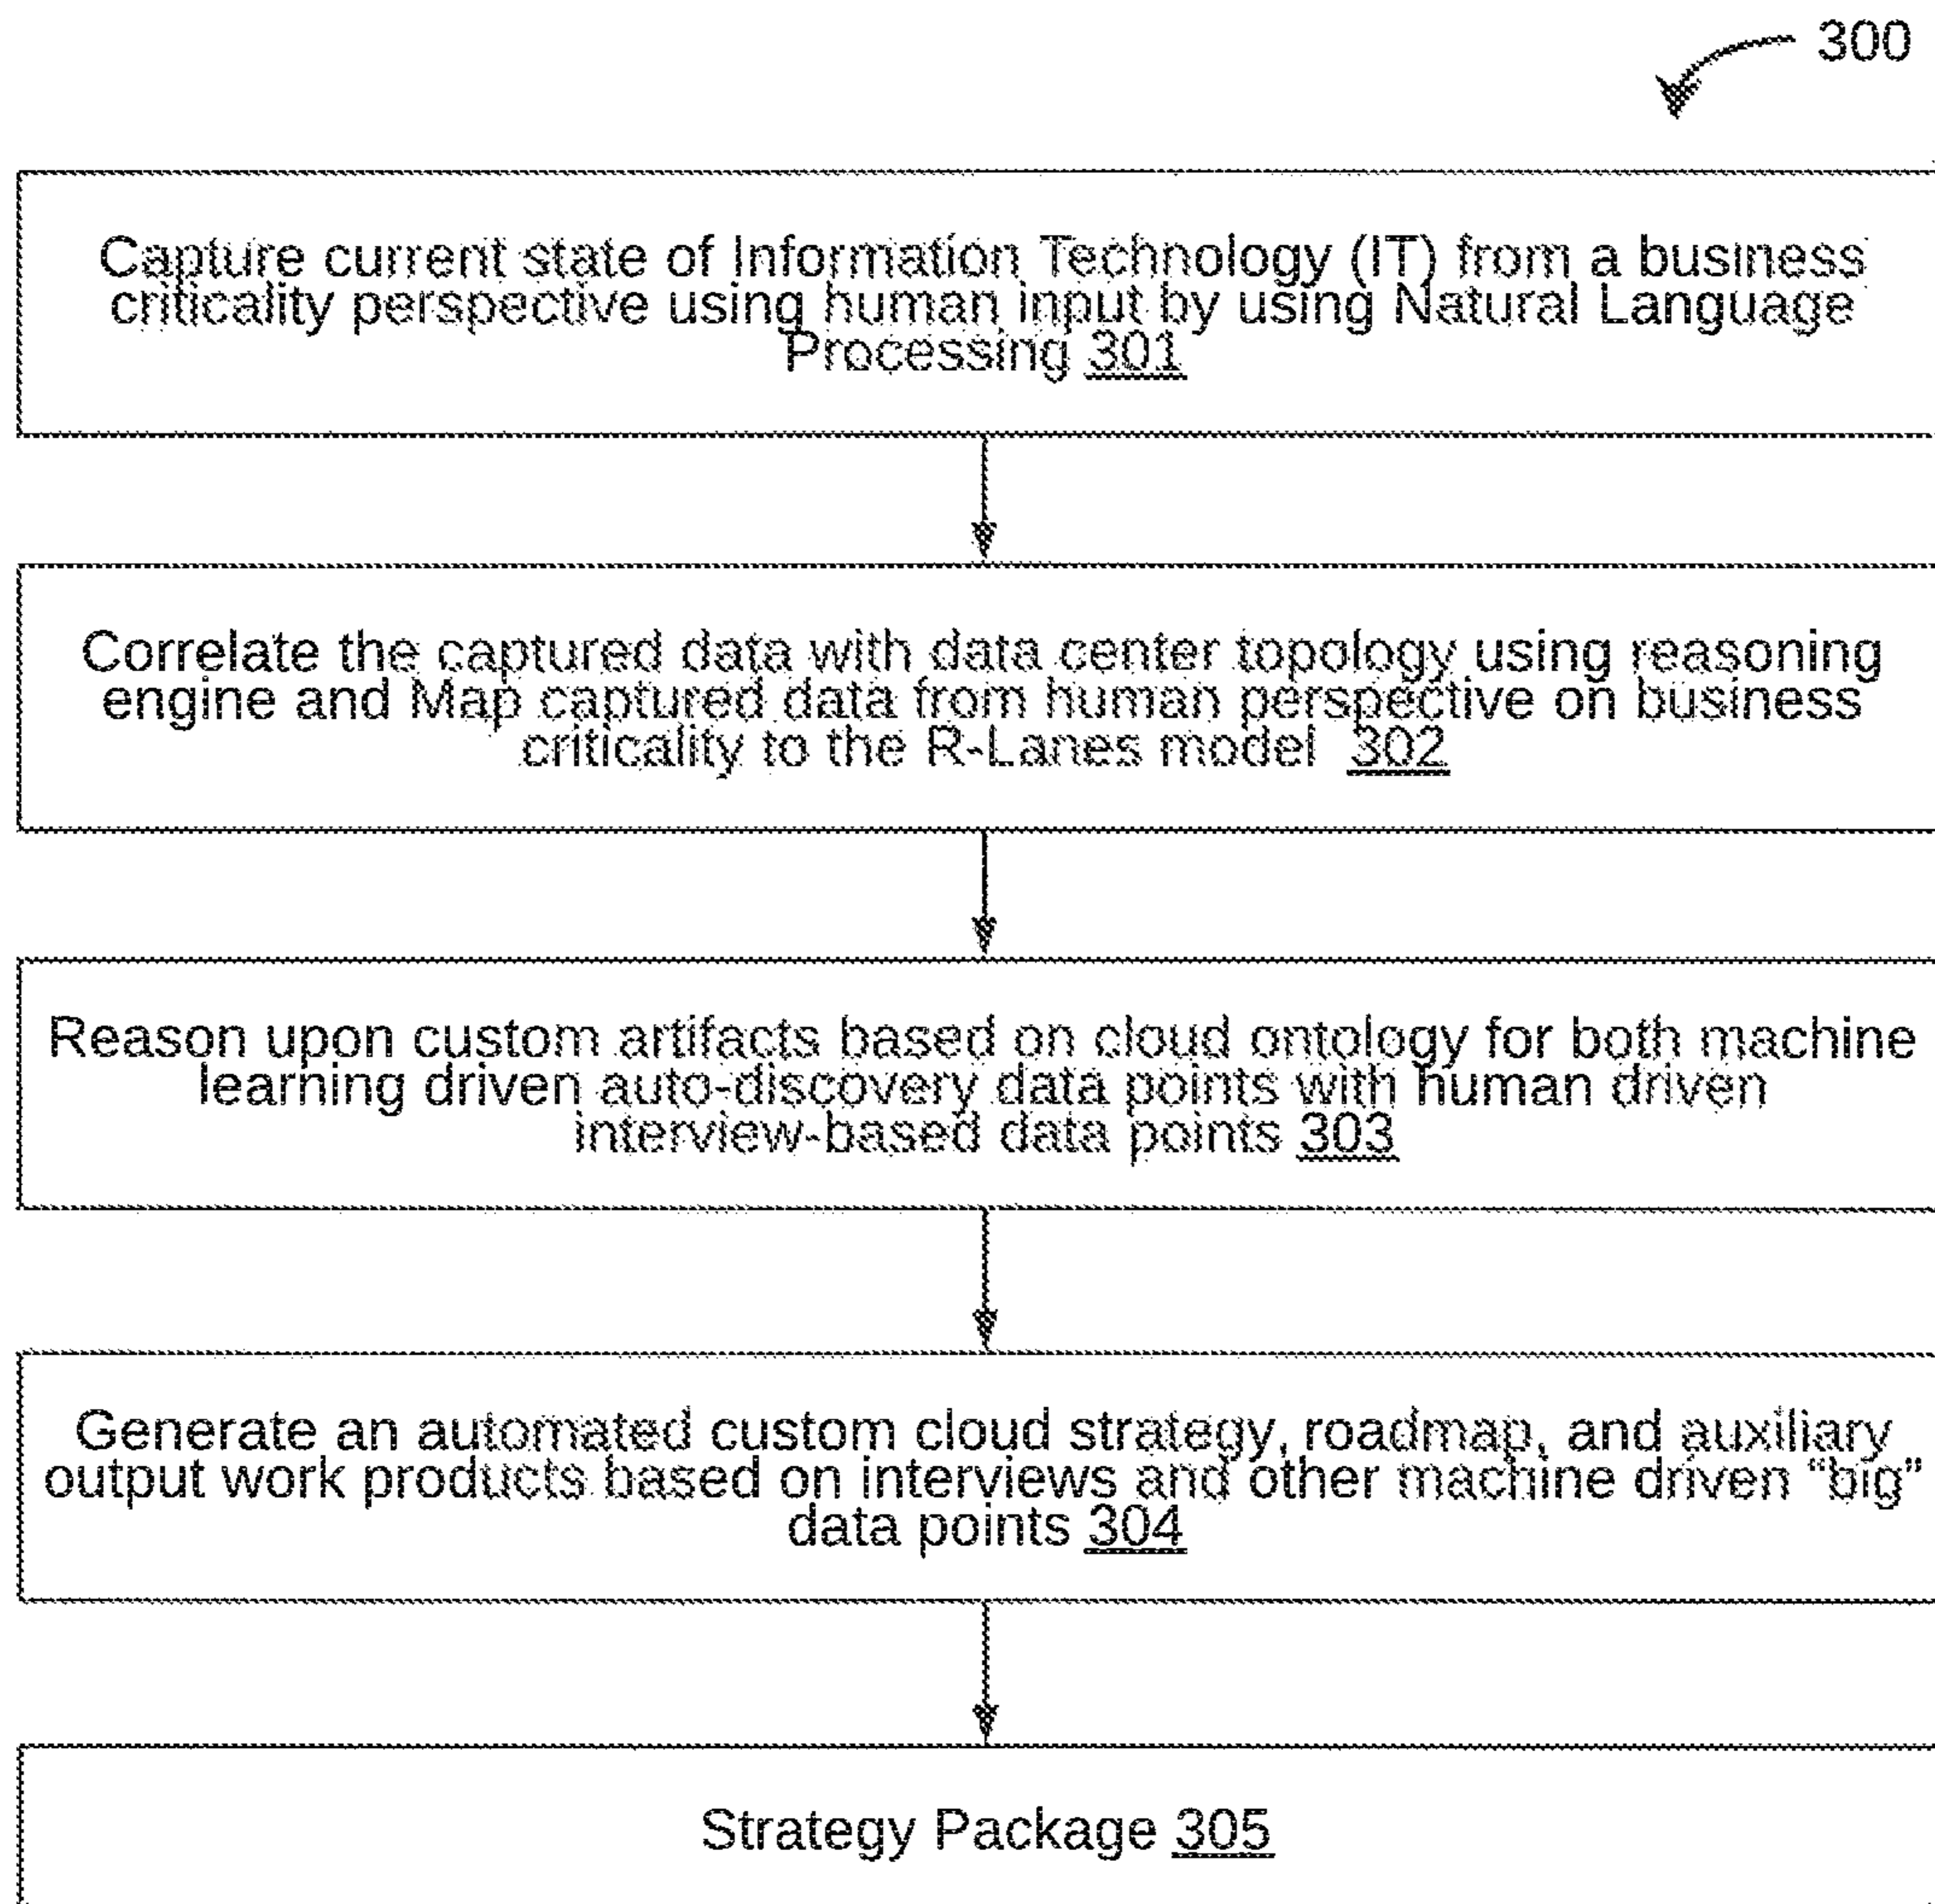 300
Capture current state of Information Technology (IT) from a business
criticality perspective using human input by using Natural Language
Processing 301
Correlate the captured data with data center topology using reasoning
engine and Map captured data from human perspective on business
criticality to the R-Lanes model 302
Reason upon custom artifacts based on cloud ontology for both machine
learning driven auto-discovery data points with human driven
interview-based data points 303
Generate an automated custom cloud strategy, roadmap, and auxiliary
output work products based on interviews and other machine driven “big”
data points 304
Strategy Package 305